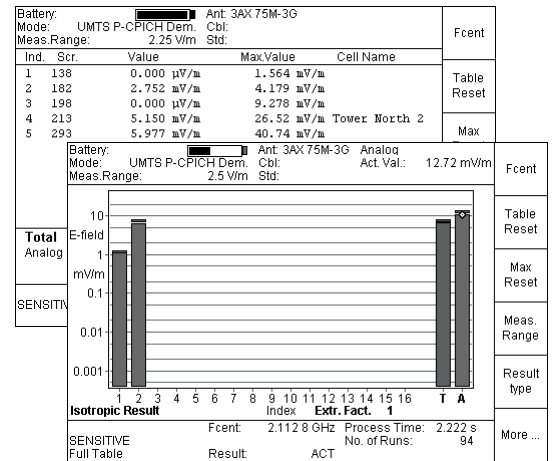 Battery: Ant: 3AX 75M-3G
Mode: UMTS P-CPICH Dem. Cbl:
Meas.Range: 2.25 V/m Std:
Fcent
Ind. Scr. Value Max.Value Cell Name
1 138 0.000 µV/m 1.564 mV/m
2 182 2.752 mV/m 4.179 mV/m
3 198 0.000 µV/m 9.278 mV/m
4 213 5.150 mV/m 26.52 mV/m Tower North 2
5 293 5.977 mV/m 40.74 mV/m
Table
Reset
Max
Total
Analog
Battery: Ant: 3AX 75M-3G Analog
Mode: UMTS P-CPICH Dem. Cbl: Act. Val.: 12.72 mV/m
Meas.Range: 2.5 V/m Std:
Fcent
Table
Reset
Max
Reset
Meas.
Range
Result
type
More ...
10
E-field
1
mV/m
0.1
0.01
0.001
1 2 3 4 5 6 7 8 9 10 11 12 13 14 15 16 T A
Isotropic Result Index Extr. Fact. 1
Fcent: 2.112 8 GHz Process Time: 2.222 s
SENSITIVE No. of Runs: 94
Full Table Result: ACT